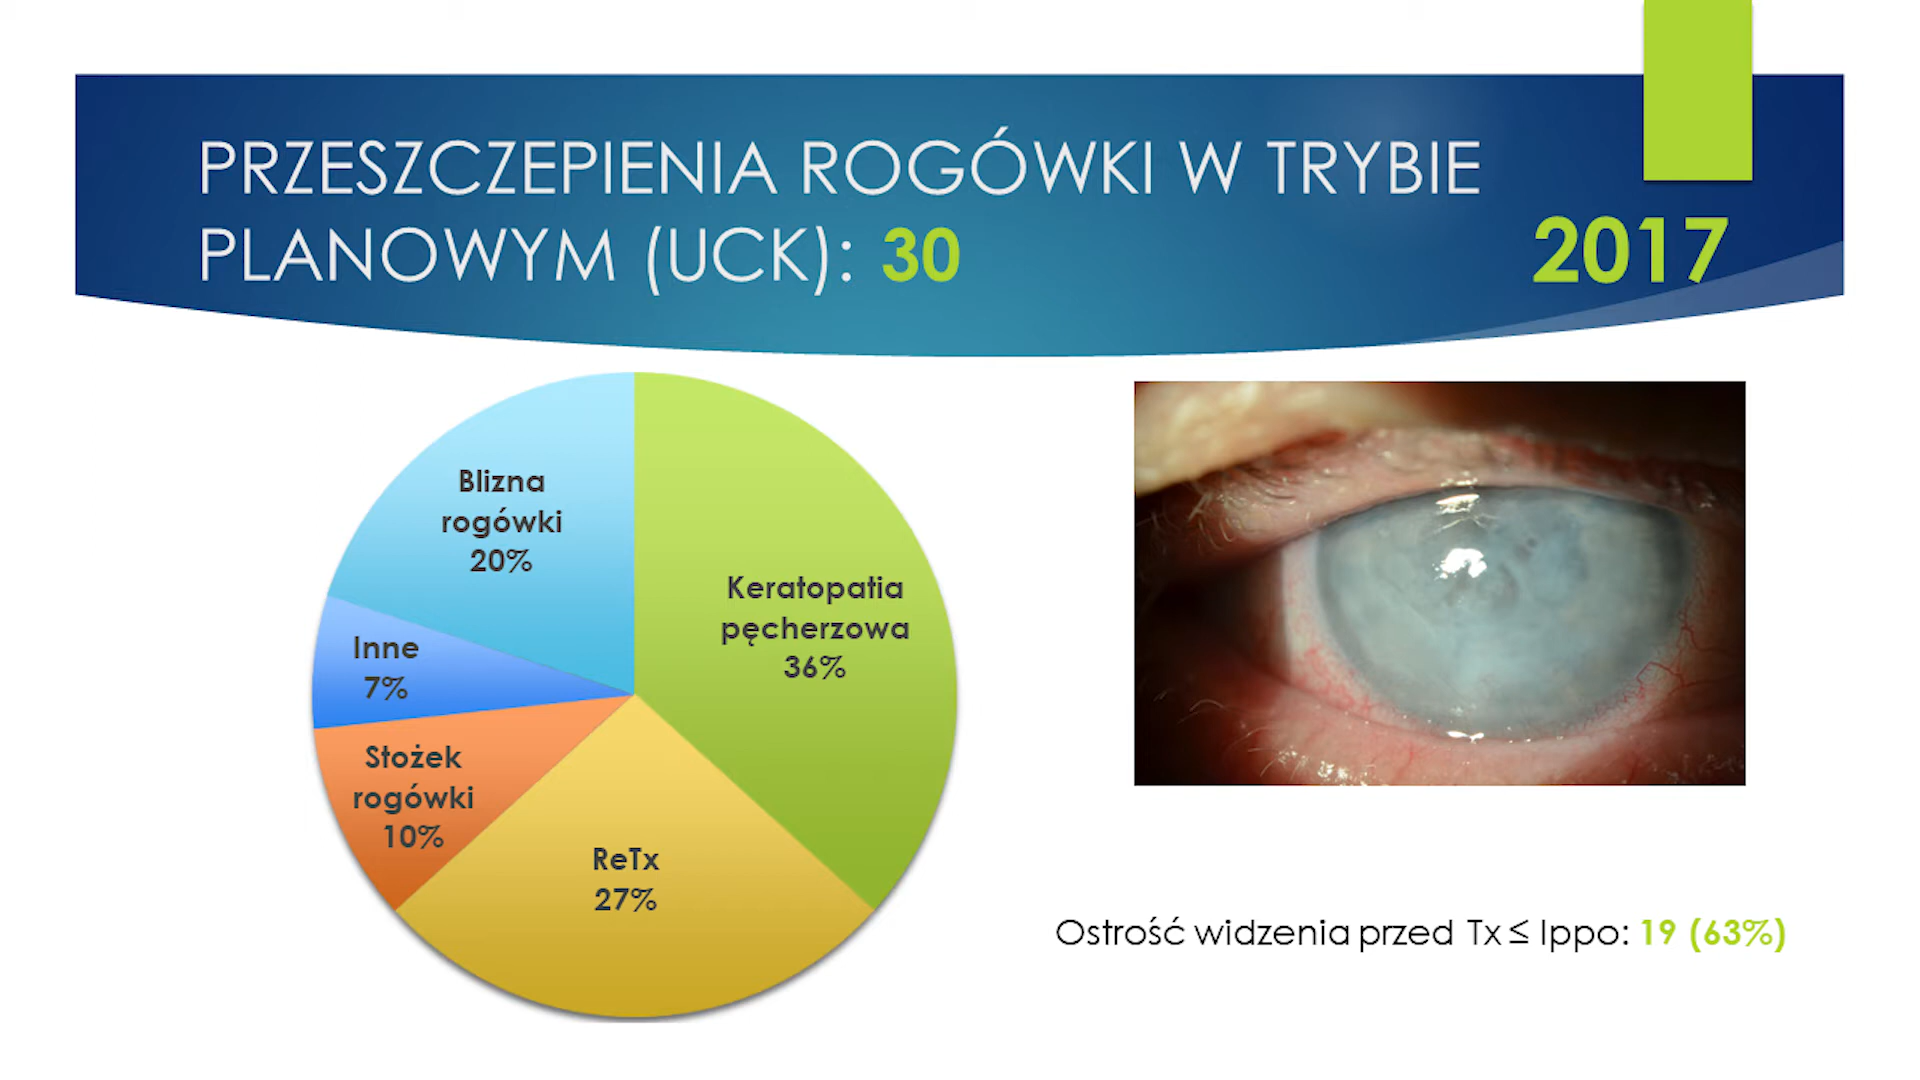 PRZESZCZEPIENIA ROGÓWKI W TRYBIE
PLANOWYM (UCK): 30
2017
Blizna
rogówki
20%
Keratopatia
pęcherzowa
36%
Inne
7%
Stożek
rogówki
10%
ReTx
27%
Ostrość widzenia przed Tx ≤ lppo: 19 (63%)